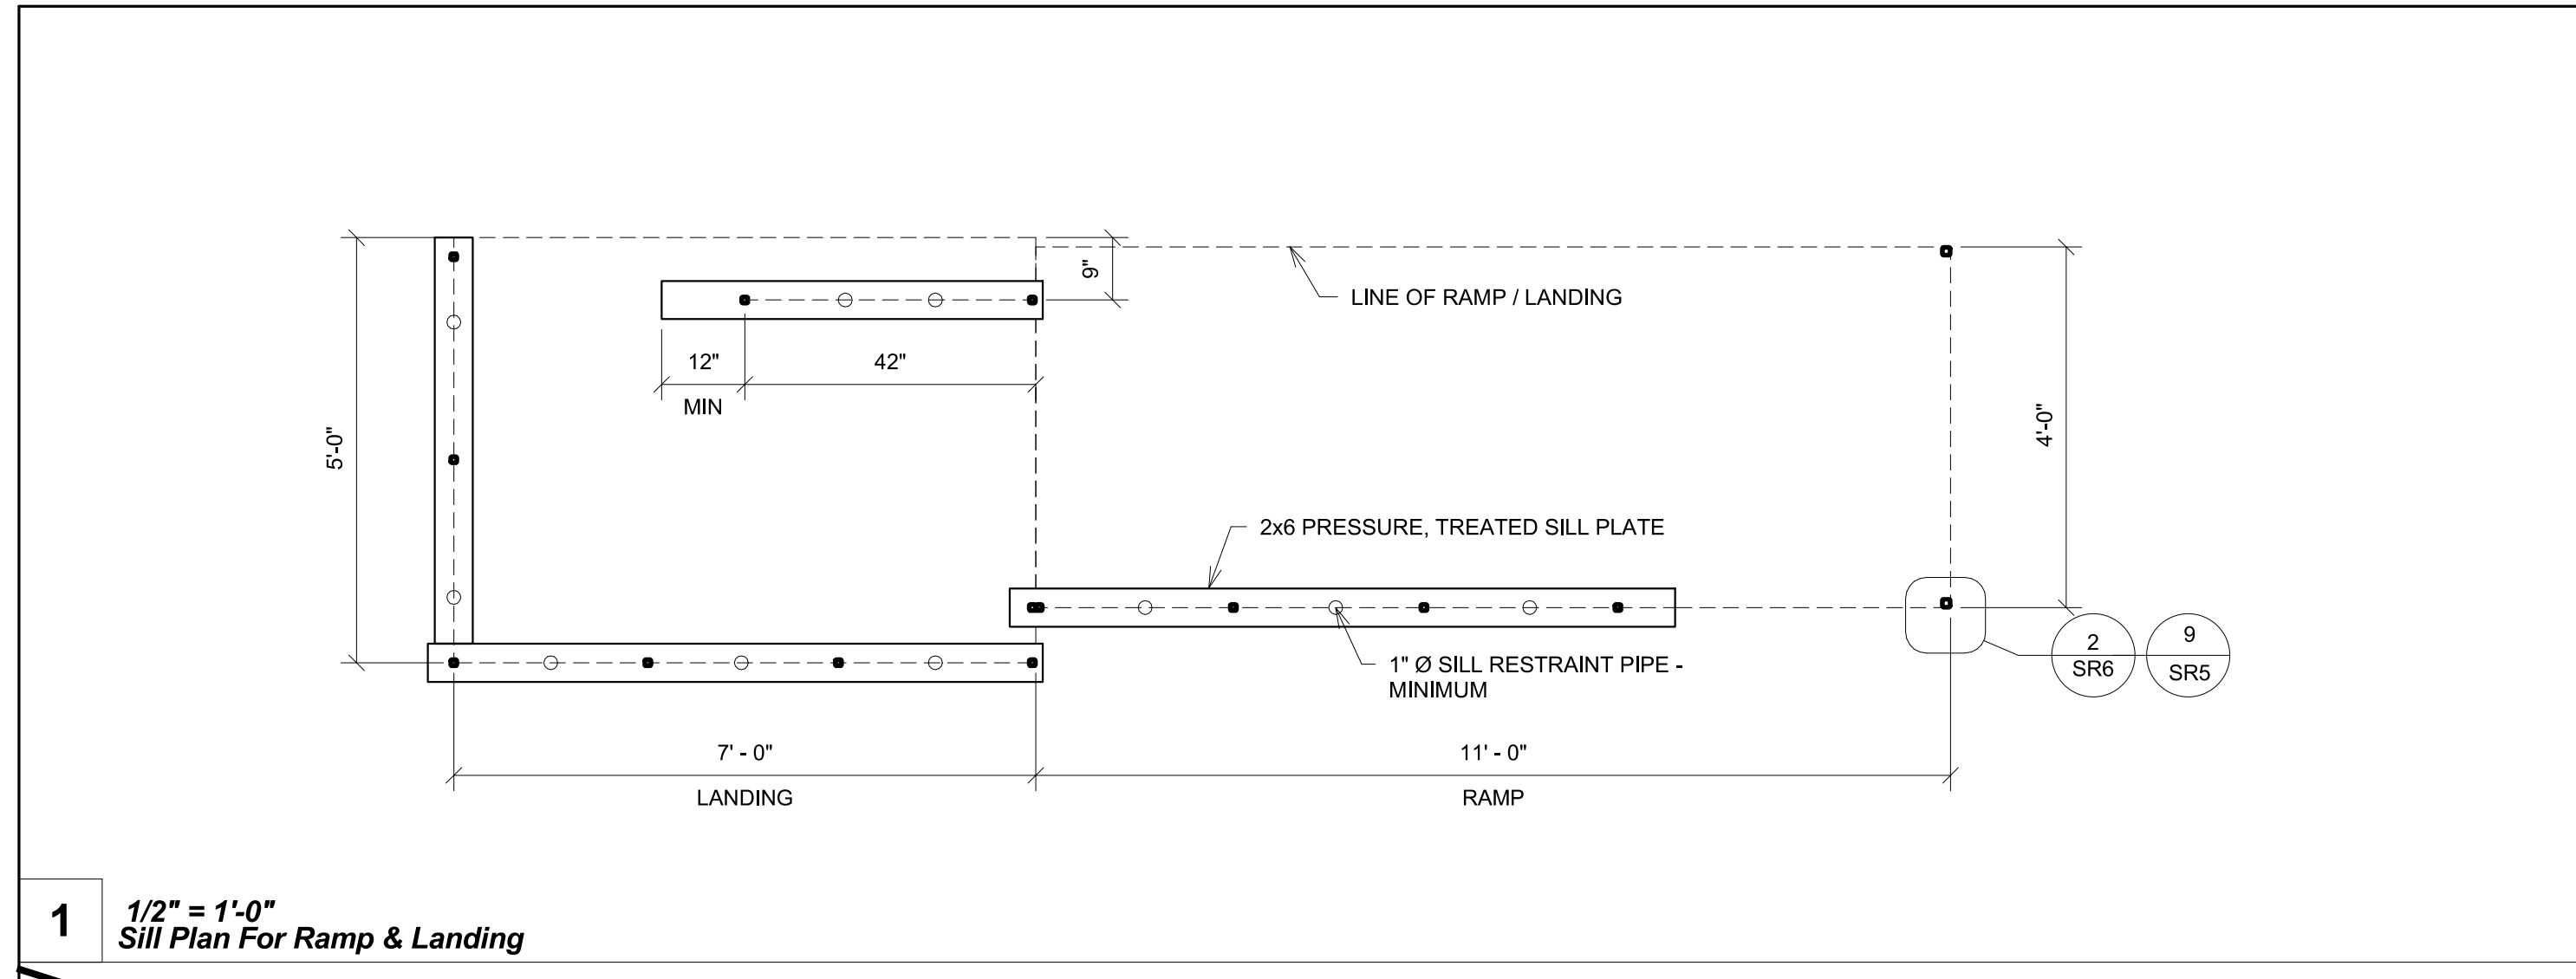 9"
LINE OF RAMP / LANDING
12"
42"
MIN
5'-0"
4'-0"
2x6 PRESSURE, TREATED SILL PLATE
1" Ø SILL RESTRAINT PIPE -
MINIMUM
2
SR6
9
SR5
7' - 0"
LANDING
11' - 0"
RAMP
1
1/2" = 1'-0"
Sill Plan For Ramp & Landing